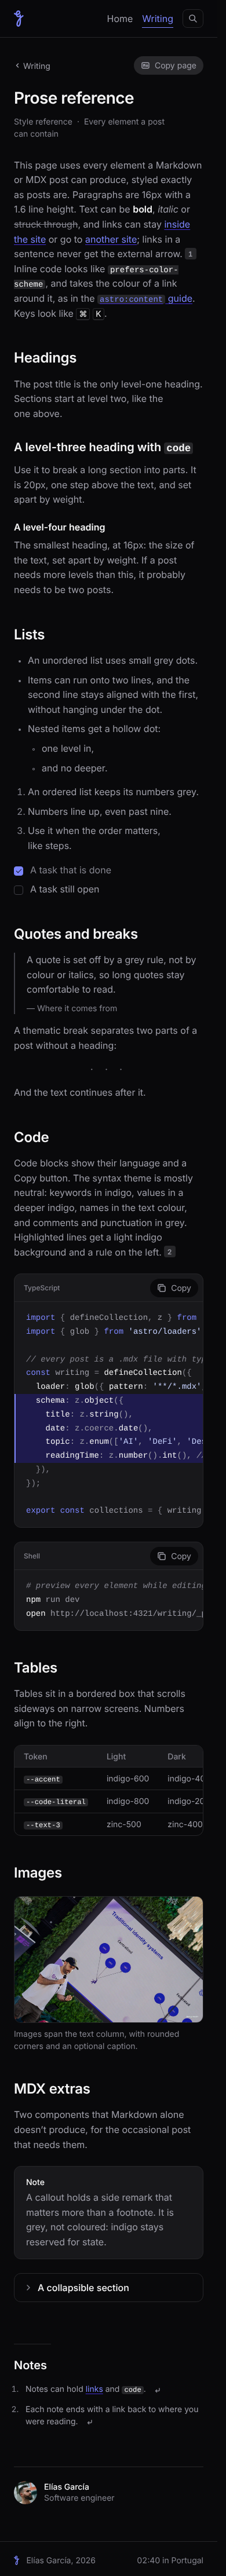 Home Writing
Writing
Copy page
Prose reference
Style reference · Every element a post
can contain
This page uses every element a Markdown
or MDX post can produce, styled exactly
as posts are. Paragraphs are 16px with a
1.6 line height. Text can be bold, italic or
struck through, and links can stay inside
the site or go to another site; links in a
sentence never get the external arrow. 1
Inline code looks like prefers-color-
scheme, and takes the colour of a link
around it, as in the astro:content guide.
Keys look like ⌘ K.
Headings
The post title is the only level-one heading.
Sections start at level two, like the
one above.
A level-three heading with code
Use it to break a long section into parts. It
is 20px, one step above the text, and set
apart by weight.
A level-four heading
The smallest heading, at 16px: the size of
the text, set apart by weight. If a post
needs more levels than this, it probably
needs to be two posts.
Lists
• An unordered list uses small grey dots.
• Items can run onto two lines, and the
second line stays aligned with the first,
without hanging under the dot.
• Nested items get a hollow dot:
◦ one level in,
◦ and no deeper.
1. An ordered list keeps its numbers grey.
2. Numbers line up, even past nine.
3. Use it when the order matters,
like steps.
A task that is done
A task still open
Quotes and breaks
A quote is set off by a grey rule, not by
colour or italics, so long quotes stay
comfortable to read.
— Where it comes from
A thematic break separates two parts of a
post without a heading:
· · ·
And the text continues after it.
Code
Code blocks show their language and a
Copy button. The syntax theme is mostly
neutral: keywords in indigo, values in a
deeper indigo, names in the text colour,
and comments and punctuation in grey.
Highlighted lines get a light indigo
background and a rule on the left. 2
TypeScript Copy
import { defineCollection, z } from
import { glob } from 'astro/loaders'
// every post is a .mdx file with typ
const writing = defineCollection({
loader: glob({ pattern: '**/*.mdx'
schema: z.object({
title: z.string(),
date: z.coerce.date(),
topic: z.enum(['AI', 'DeFi', 'Des
readingTime: z.number().int(), //
}),
});
export const collections = { writing
Shell Copy
# preview every element while editing
npm run dev
open http://localhost:4321/writing/_p
Tables
Tables sit in a bordered box that scrolls
sideways on narrow screens. Numbers
align to the right.
Token Light Dark
--accent indigo-600 indigo-40
--code-literal indigo-800 indigo-20
--text-3 zinc-500 zinc-400
Images
Traditional identity systems
Images span the text column, with rounded
corners and an optional caption.
MDX extras
Two components that Markdown alone
doesn't produce, for the occasional post
that needs them.
Note
A callout holds a side remark that
matters more than a footnote. It is
grey, not coloured: indigo stays
reserved for state.
A collapsible section
Notes
1. Notes can hold links and code. ↩
2. Each note ends with a link back to where you
were reading. ↩
Elías García
Software engineer
Elías García, 2026 02:40 in Portugal